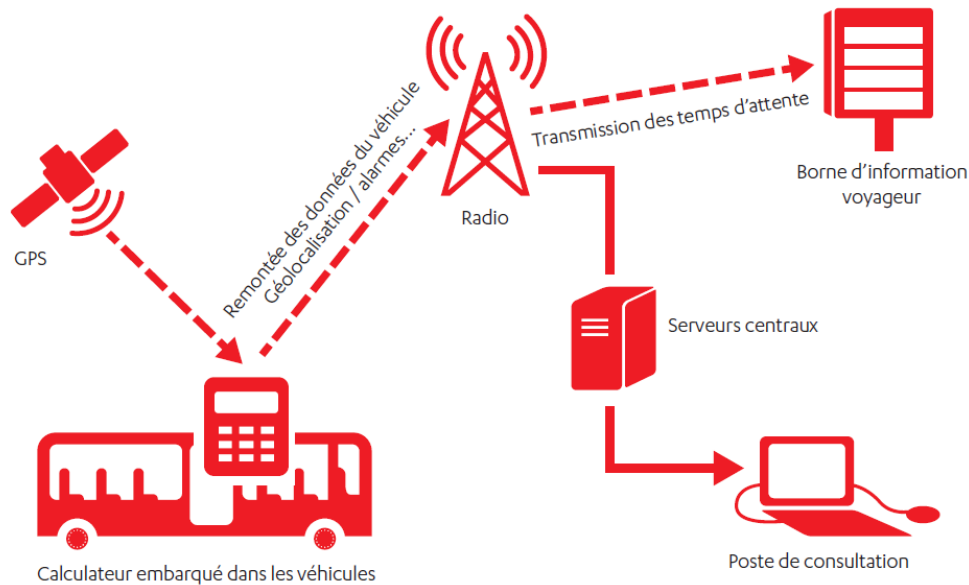 Remontée des données du véhicule
Géolocalisation / alarmes...
Transmission des temps d'attente
Borne d'information
voyageur
Radio
GPS
Serveurs centraux
Poste de consultation
Calculateur embarqué dans les véhicules